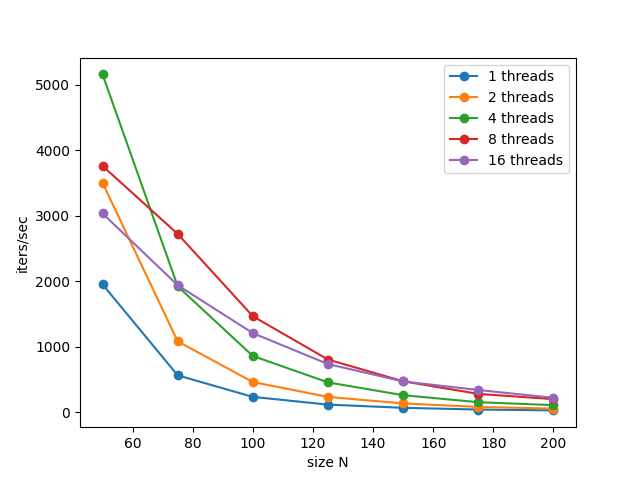 1 threads
2 threads
4 threads
8 threads
16 threads
5000
4000
3000
2000
1000
0
iters/sec
60 80 100 120 140 160 180 200
size N